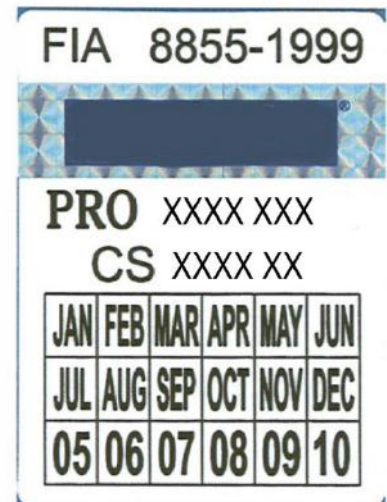 FIA 8855-1999
®
PRO XXXX XXX
CS XXXX XX
JAN FEB MAR APR MAY JUN
JUL AUG SEP OCT NOV DEC
05 06 07 08 09 10